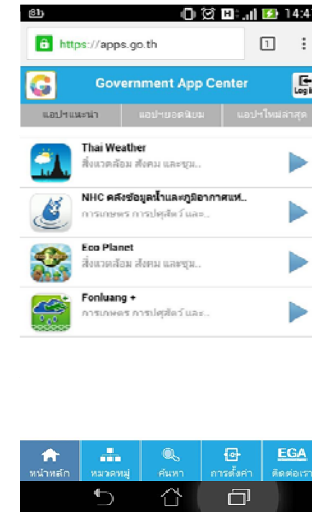 14:4
https://apps.go.th
1
Government App Center
Log in
แอปฯแนะนำ แอปฯยอดนิยม แอปฯใหม่ล่าสุด
Thai Weather
สิ่งแวดล้อม สังคม และชุม..
NHC คลังข้อมูลน้ำและภูมิอากาศแห่..
การเกษตร การปศุสัตว์ และ..
Eco Planet
สิ่งแวดล้อม สังคม และชุม..
Fonluang +
การเกษตร การปศุสัตว์ และ..
หน้าหลัก หมวดหมู่ ค้นหา การตั้งค่า EGA ติดต่อเรา